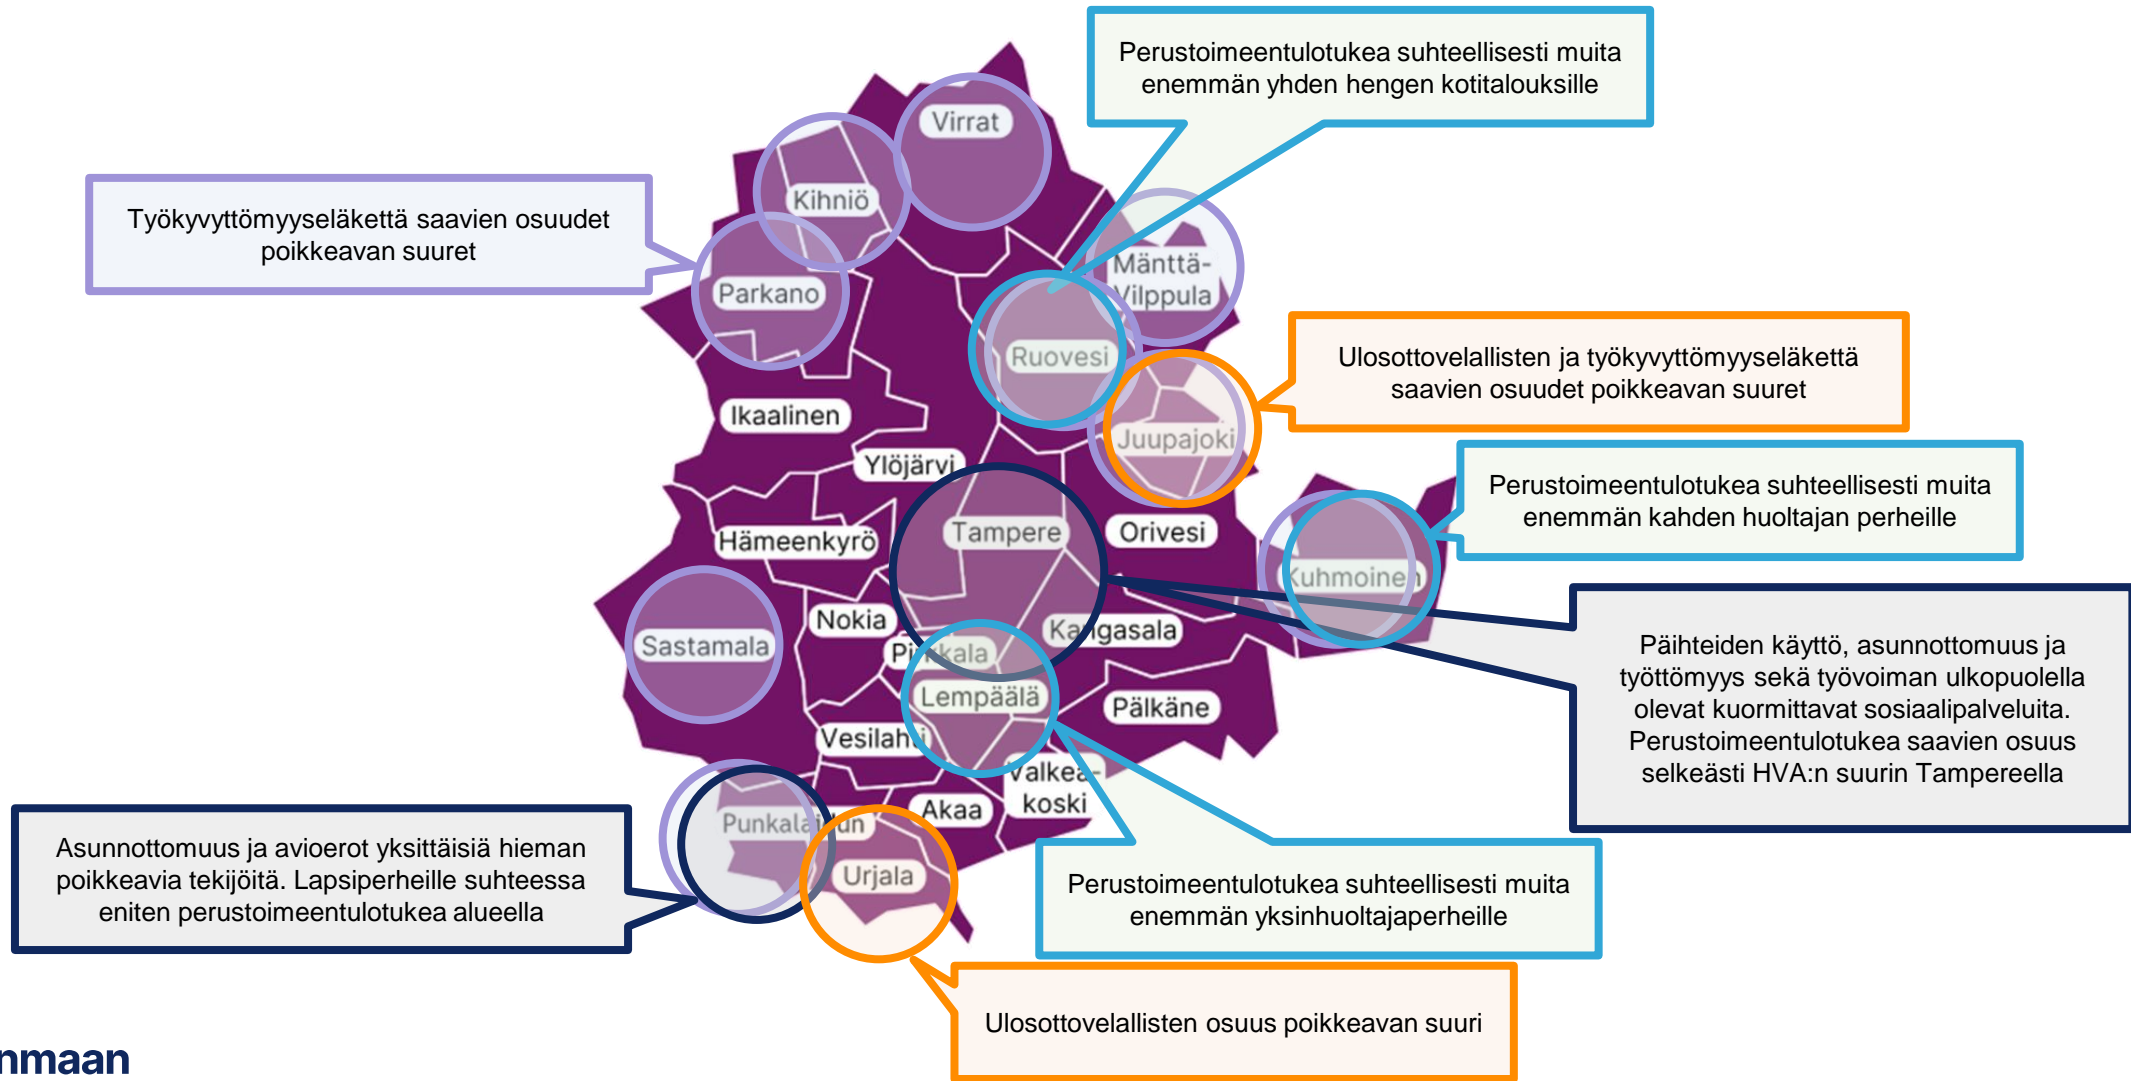 Perustoimeentulotukea suhteellisesti muita
enemmän yhden hengen kotitalouksille
Virrat
Kihniö
Työkyvyttömyyseläkettä saavien osuudet
poikkeavan suuret
Mänttä-
Vilppula
Parkano
Ruovesi
Ulosottovelallisten ja työkyvyttömyyseläkettä
saavien osuudet poikkeavan suuret
Ikaalinen
Juupajoki
Ylöjärvi
Perustoimeentulotukea suhteellisesti muita
enemmän kahden huoltajan perheille
Hämeenkyrö
Tampere
Orivesi
Kuhmoinen
Nokia
Kangasala
Sastamala
Pirkkala
Päihteiden käyttö, asunnottomuus ja
työttömyys sekä työvoiman ulkopuolella
olevat kuormittavat sosiaalipalveluita.
Perustoimeentulotukea saavien osuus
selkeästi HVA:n suurin Tampereella
Lempäälä
Pälkäne
Vesilahti
Valkea-
koski
Akaa
Punkalaidun
Urjala
Asunnottomuus ja avioerot yksittäisiä hieman
poikkeavia tekijöitä. Lapsiperheille suhteessa
eniten perustoimeentulotukea alueella
Perustoimeentulotukea suhteellisesti muita
enemmän yksinhuoltajaperheille
Ulosottovelallisten osuus poikkeavan suuri
nmaan